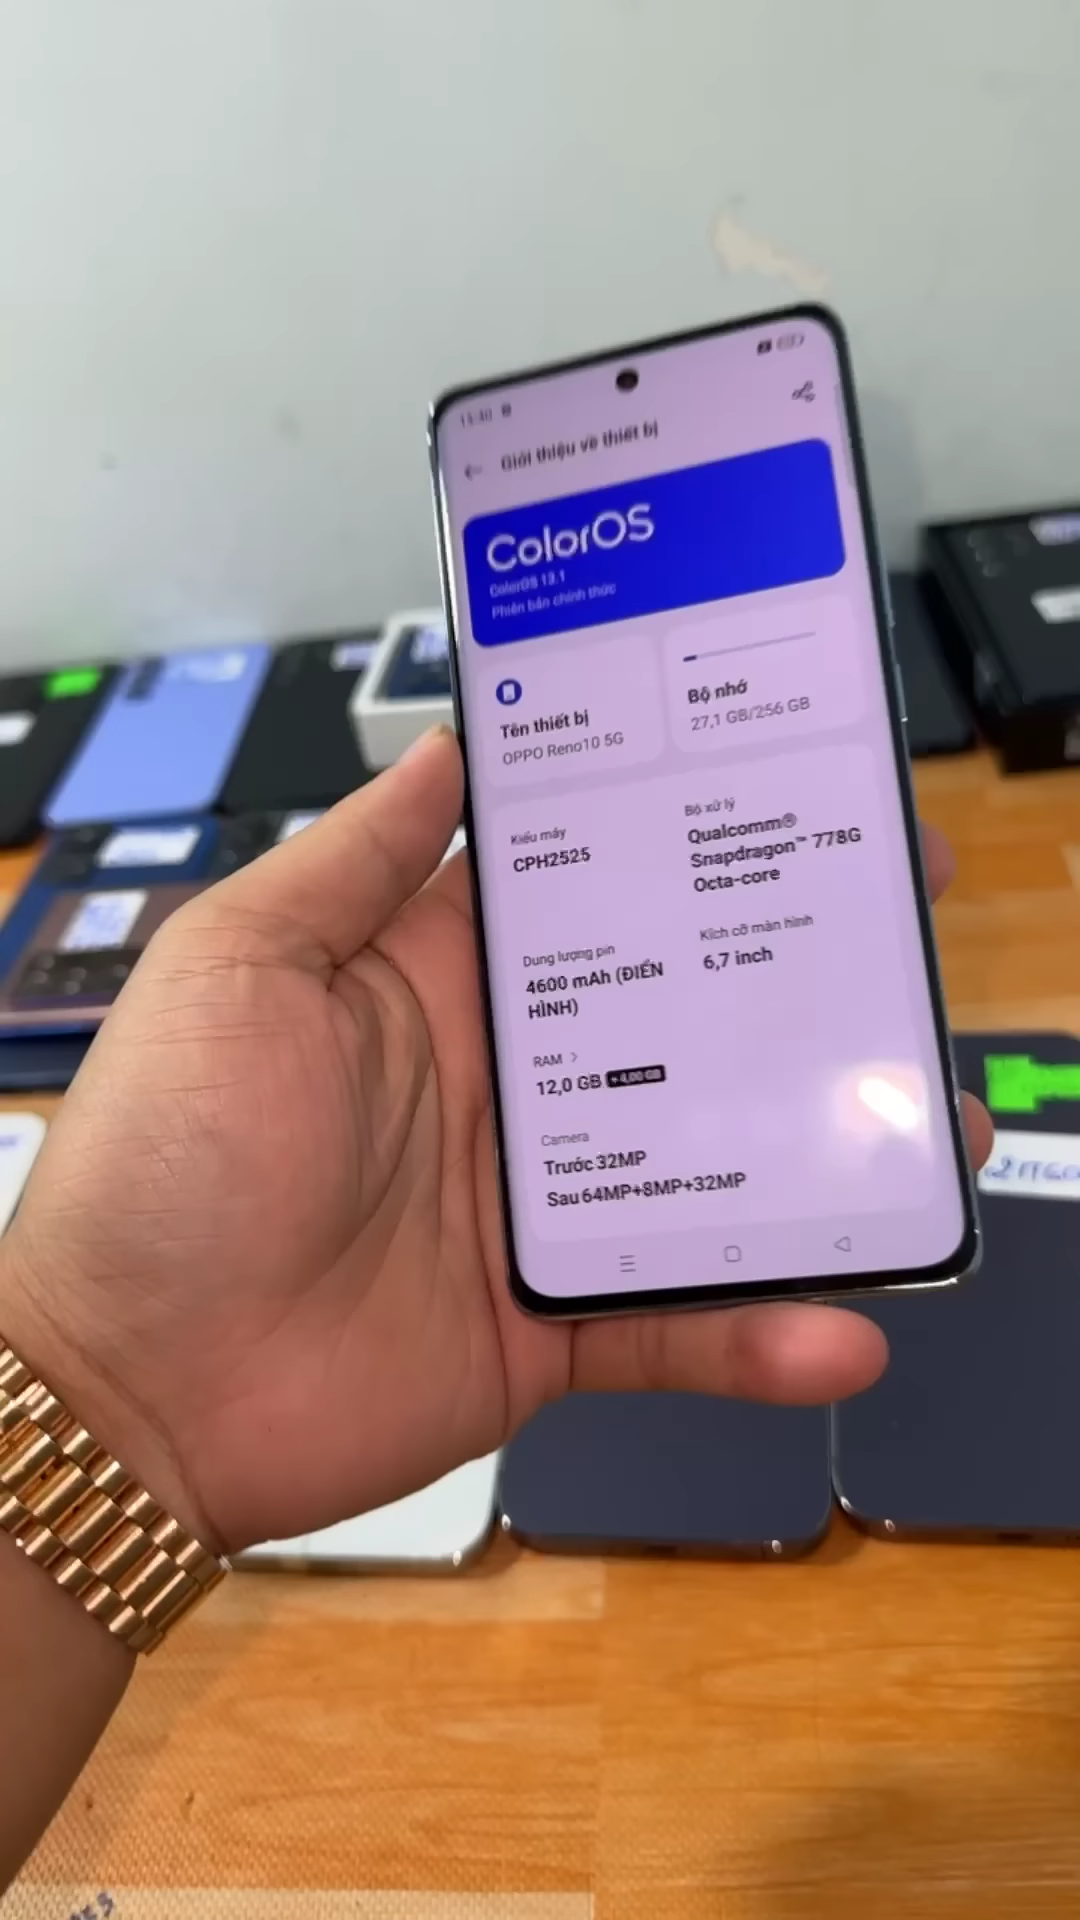 Giới thiệu về thiết bị
ColorOS
ColorOS 13.1
Phiên bản chính thức
Tên thiết bị
OPPO Reno10 5G
Bộ nhớ
27,1 GB/256 GB
Kiểu máy
CPH2525
Bộ xử lý
Qualcomm®
Snapdragon™ 778G
Octa-core
Dung lượng pin
4600 mAh (ĐIỂN
HÌNH)
Kích cỡ màn hình
6,7 inch
RAM >
12,0 GB + 4,00 GB
Camera
Trước 32MP
Sau 64MP+8MP+32MP